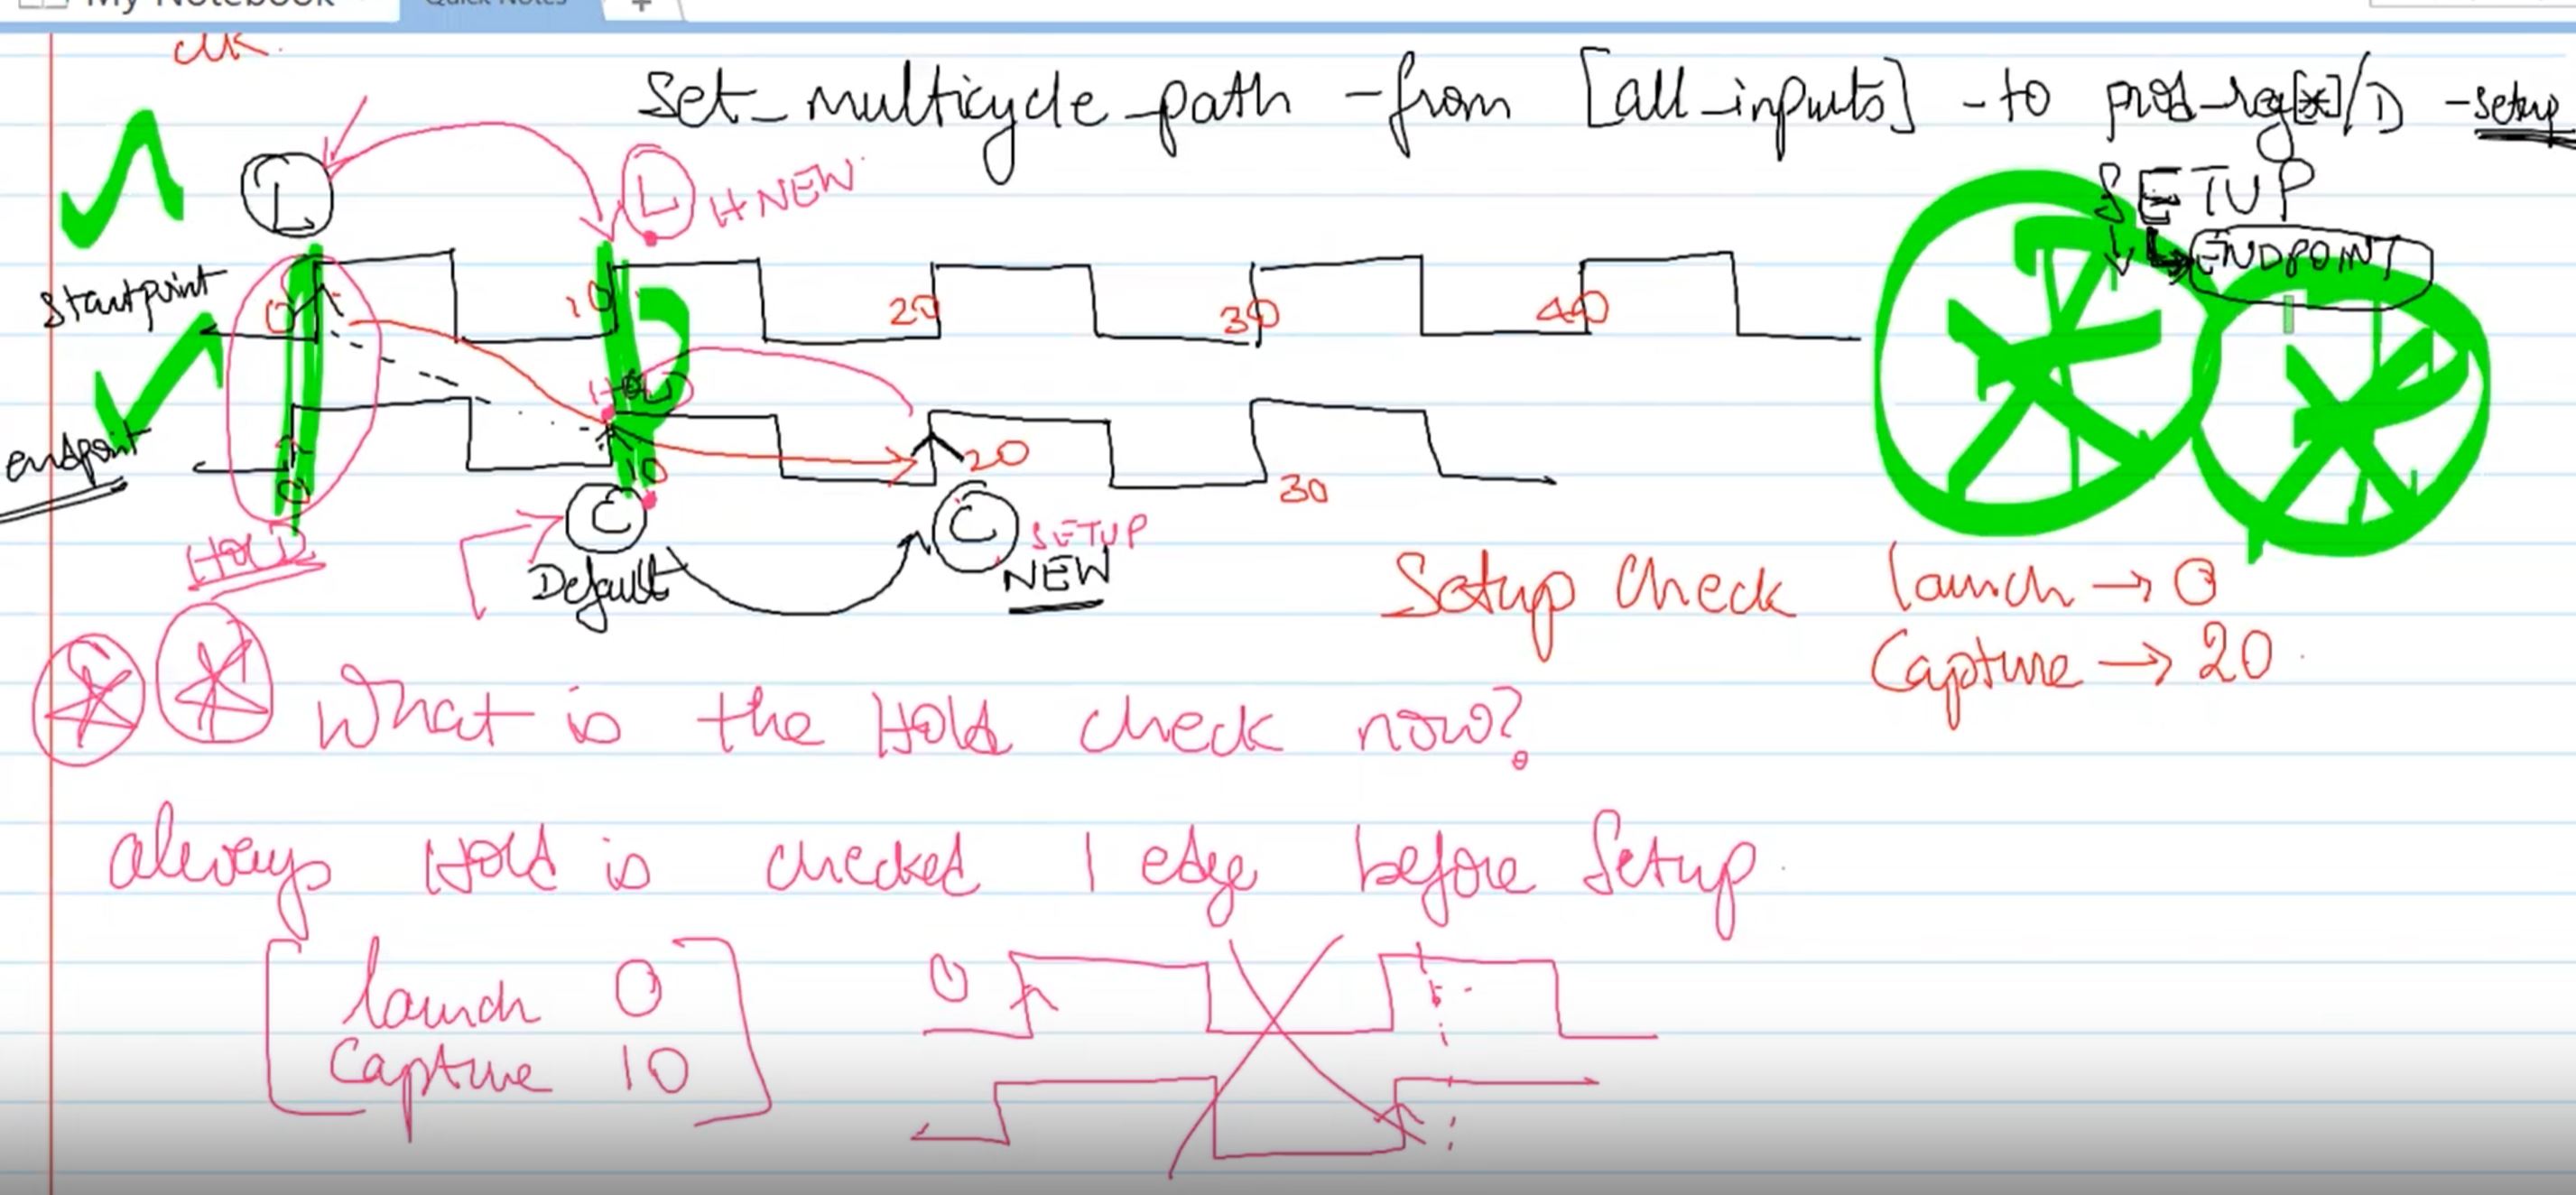 My Notebook
Quick Notes
+
clk
Set_multicycle_path -from [all_inputs] -to prod_reg[*]/D -setup
SETUP
ENDPOINT
L
L H NEW
Startpoint
0 10 20 30 40
HOLD
endpoint
0 10 20 30
HOLD
C
Default
C SETUP
NEW
Setup Check launch → 0
Capture → 20
What is the Hold check now?
always Hold is checked 1 edge before Setup.
launch 0
Capture 10
0